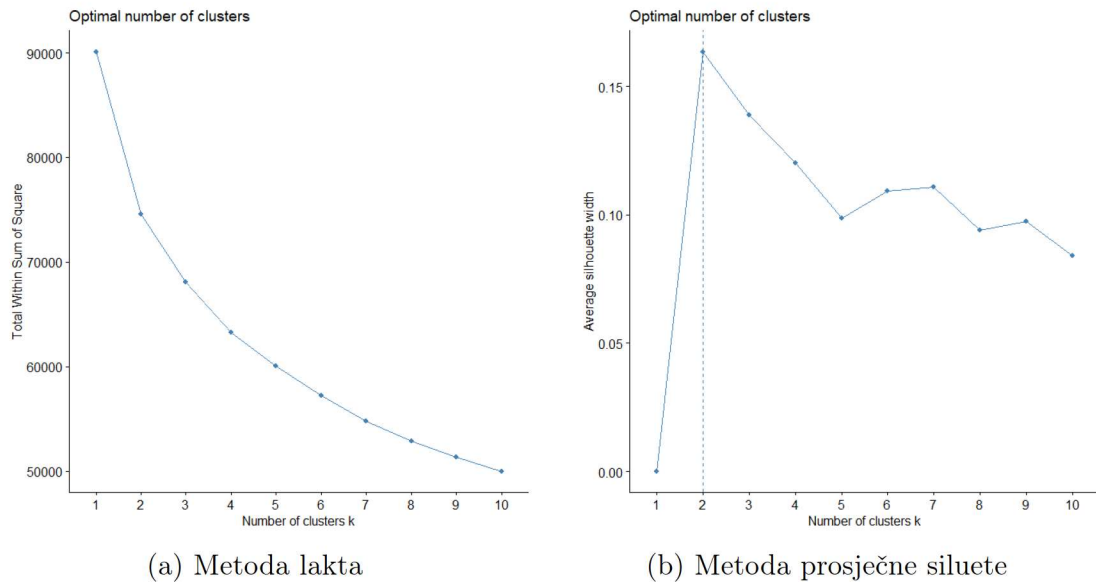 Optimal number of clusters
90000
80000
70000
60000
50000
Total Within Sum of Square
1 2 3 4 5 6 7 8 9 10
Number of clusters k
(a) Metoda lakta
Optimal number of clusters
0.15
0.10
0.05
0.00
Average silhouette width
1 2 3 4 5 6 7 8 9 10
Number of clusters k
(b) Metoda prosječne siluete